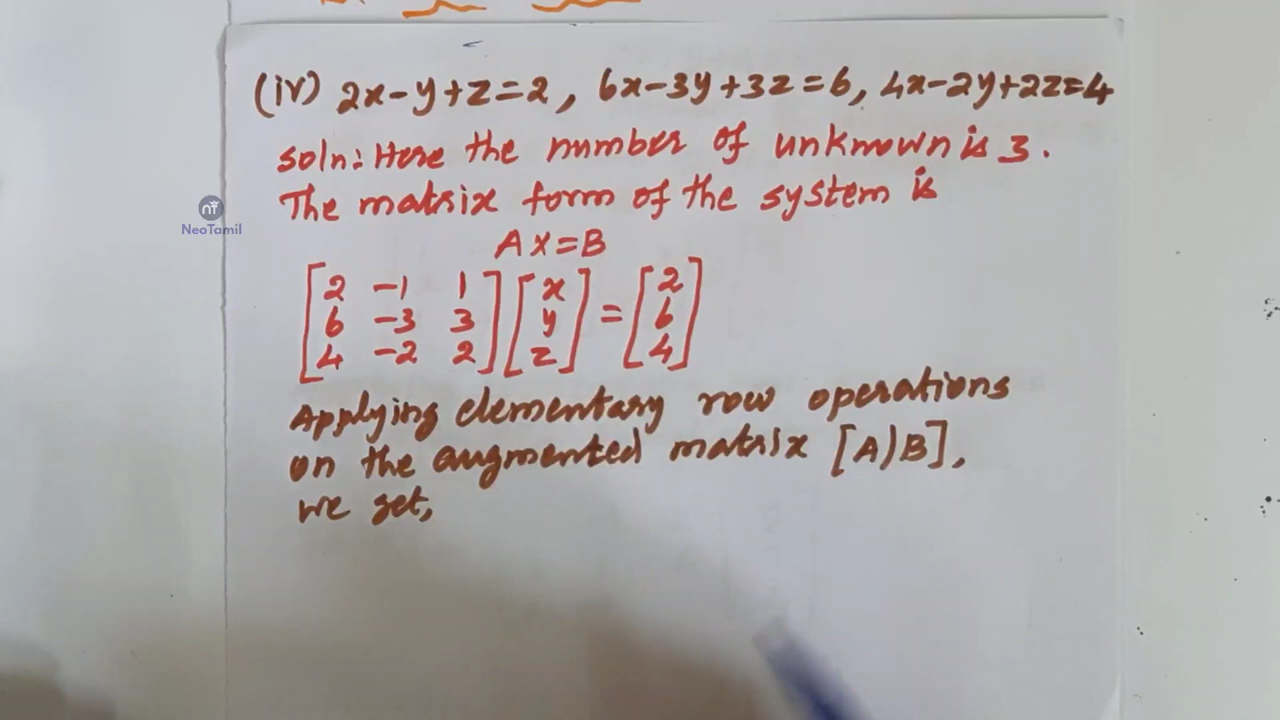 (iv) 2x-y+z=2, 6x-3y+3z=6, 4x-2y+2z=4
soln: Here the number of unknown is 3.
The matrix form of the system is
NeoTamil
AX=B
[2 -1 1] [x] = [2]
[6 -3 3] [y] [6]
[4 -2 2] [z] [4]
Applying elementary row operations
on the augmented matrix [A|B],
we get,